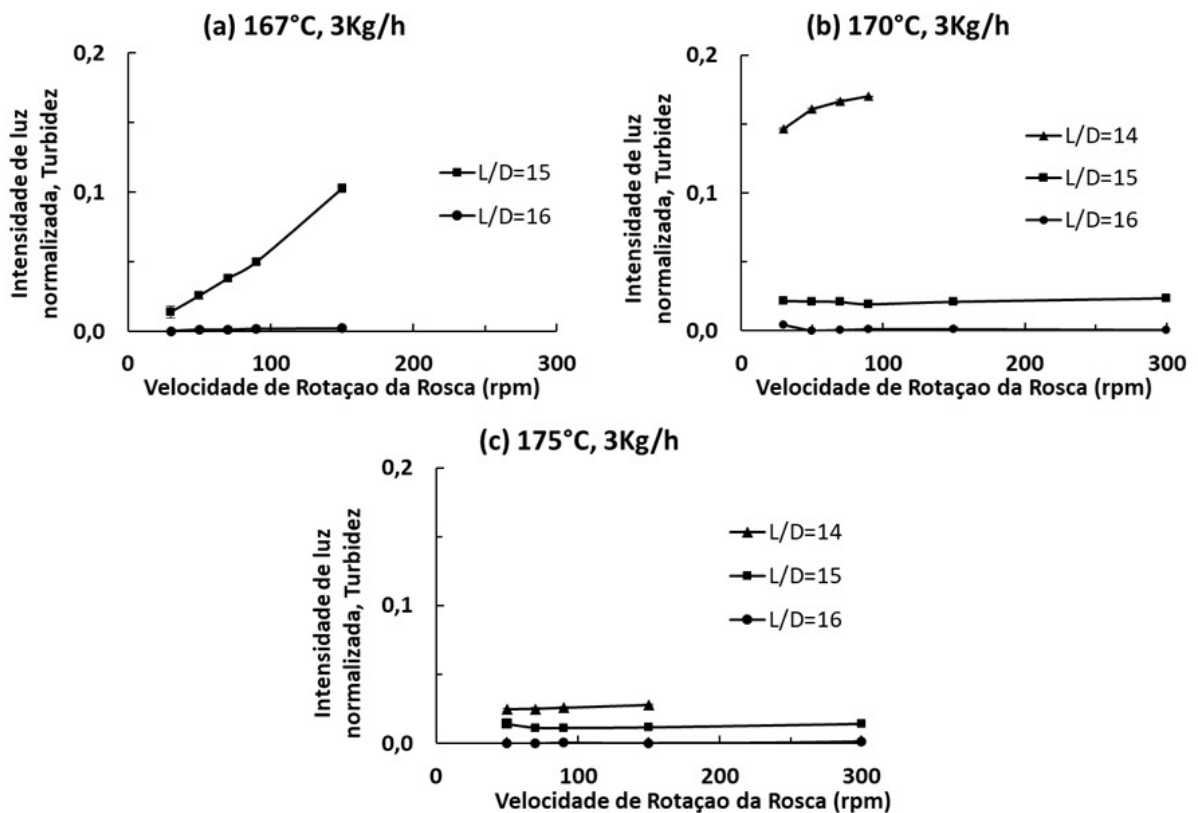 (a) 167°C, 3Kg/h
Intensidade de luz
normalizada, Turbidez
0,2
0,1
0,0
L/D=15
L/D=16
0 100 200 300
Velocidade de Rotaçao da Rosca (rpm)
(b) 170°C, 3Kg/h
Intensidade de luz
normalizada, Turbidez
0,2
0,1
0,0
L/D=14
L/D=15
L/D=16
0 100 200 300
Velocidade de Rotaçao da Rosca (rpm)
(c) 175°C, 3Kg/h
Intensidade de luz
normalizada, Turbidez
0,2
0,1
0,0
L/D=14
L/D=15
L/D=16
0 100 200 300
Velocidade de Rotaçao da Rosca (rpm)